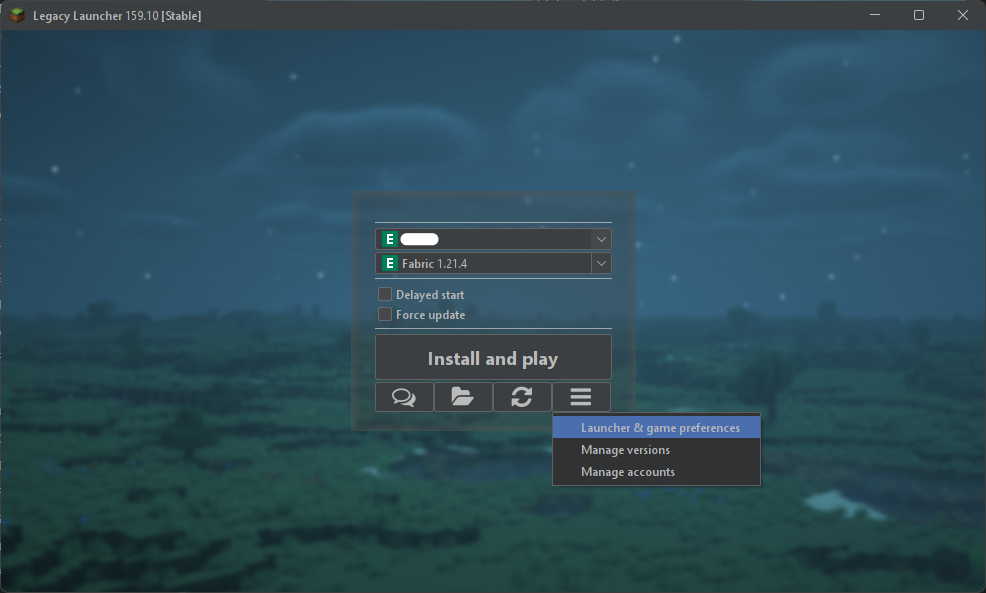 Legacy Launcher 159.10 [Stable]
E
E Fabric 1.21.4
Delayed start
Force update
Install and play
Launcher & game preferences
Manage versions
Manage accounts